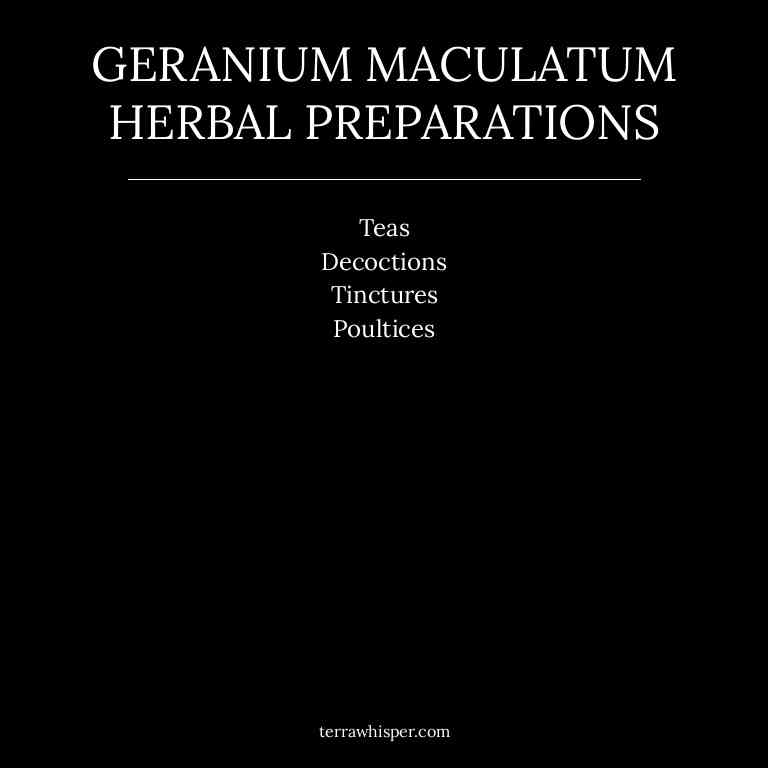 GERANIUM MACULATUM
HERBAL PREPARATIONS
Teas
Decoctions
Tinctures
Poultices
terrawhisper.com